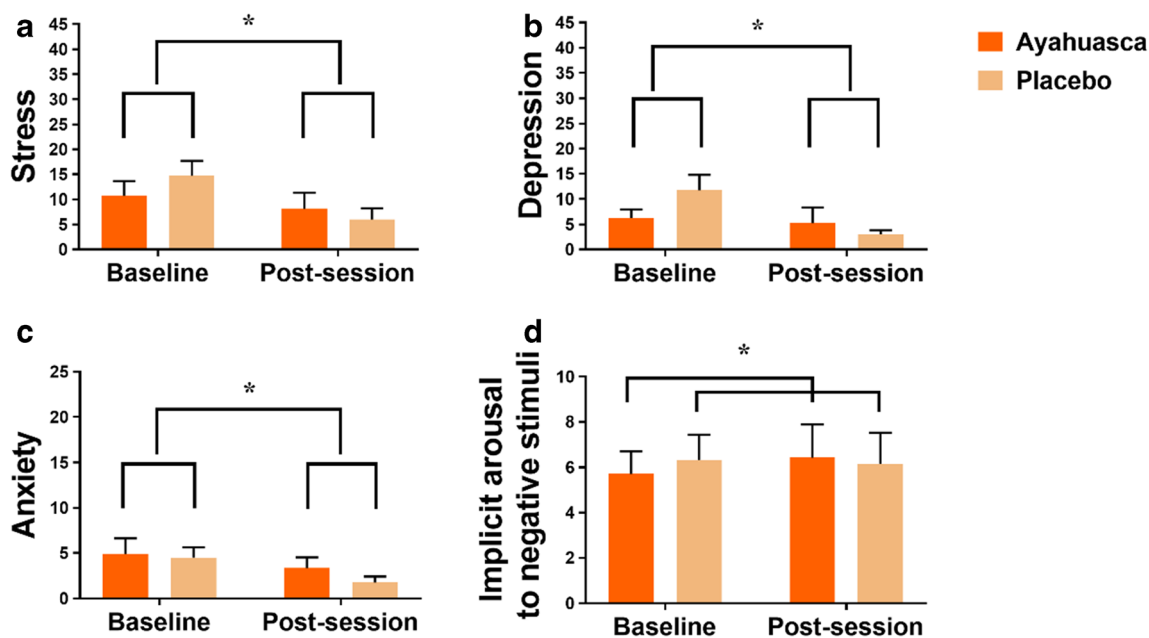 a
Stress
45
40
35
30
25
20
15
10
5
0
*
Baseline
Post-session
b
Depression
45
40
35
30
25
20
15
10
5
0
*
Baseline
Post-session
Ayahuasca
Placebo
c
Anxiety
25
20
15
10
5
0
*
Baseline
Post-session
d
Implicit arousal
to negative stimuli
10
8
6
4
2
0
*
Baseline
Post-session